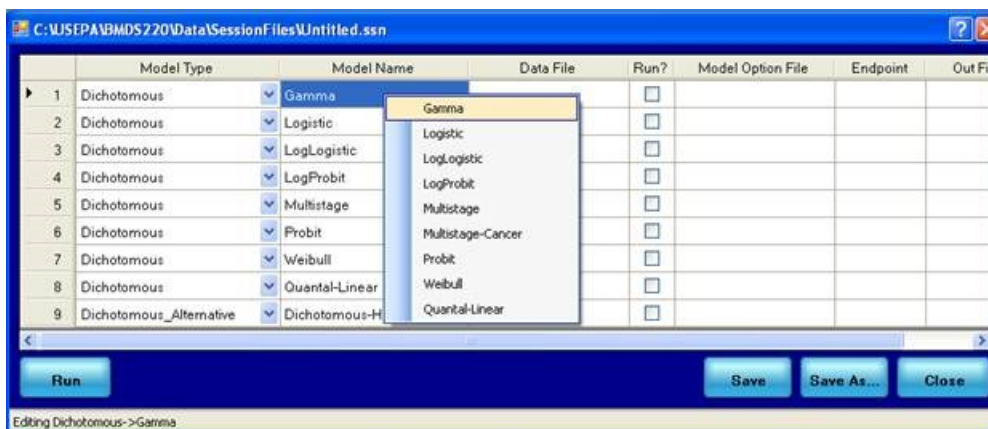 C:\USEPA\BMDS220\Data\SessionFiles\Untitled.ssn
Model Type Model Name Data File Run? Model Option File Endpoint Out Fi
1 Dichotomous Gamma
2 Dichotomous Logistic
3 Dichotomous LogLogistic
4 Dichotomous LogProbit
5 Dichotomous Multistage
6 Dichotomous Probit
7 Dichotomous Weibull
8 Dichotomous Quantal-Linear
9 Dichotomous_Alternative Dichotomous-H
Gamma
Logistic
LogLogistic
LogProbit
Multistage
Multistage-Cancer
Probit
Weibull
Quantal-Linear
Run Save Save As... Close
Editing Dichotomous->Gamma